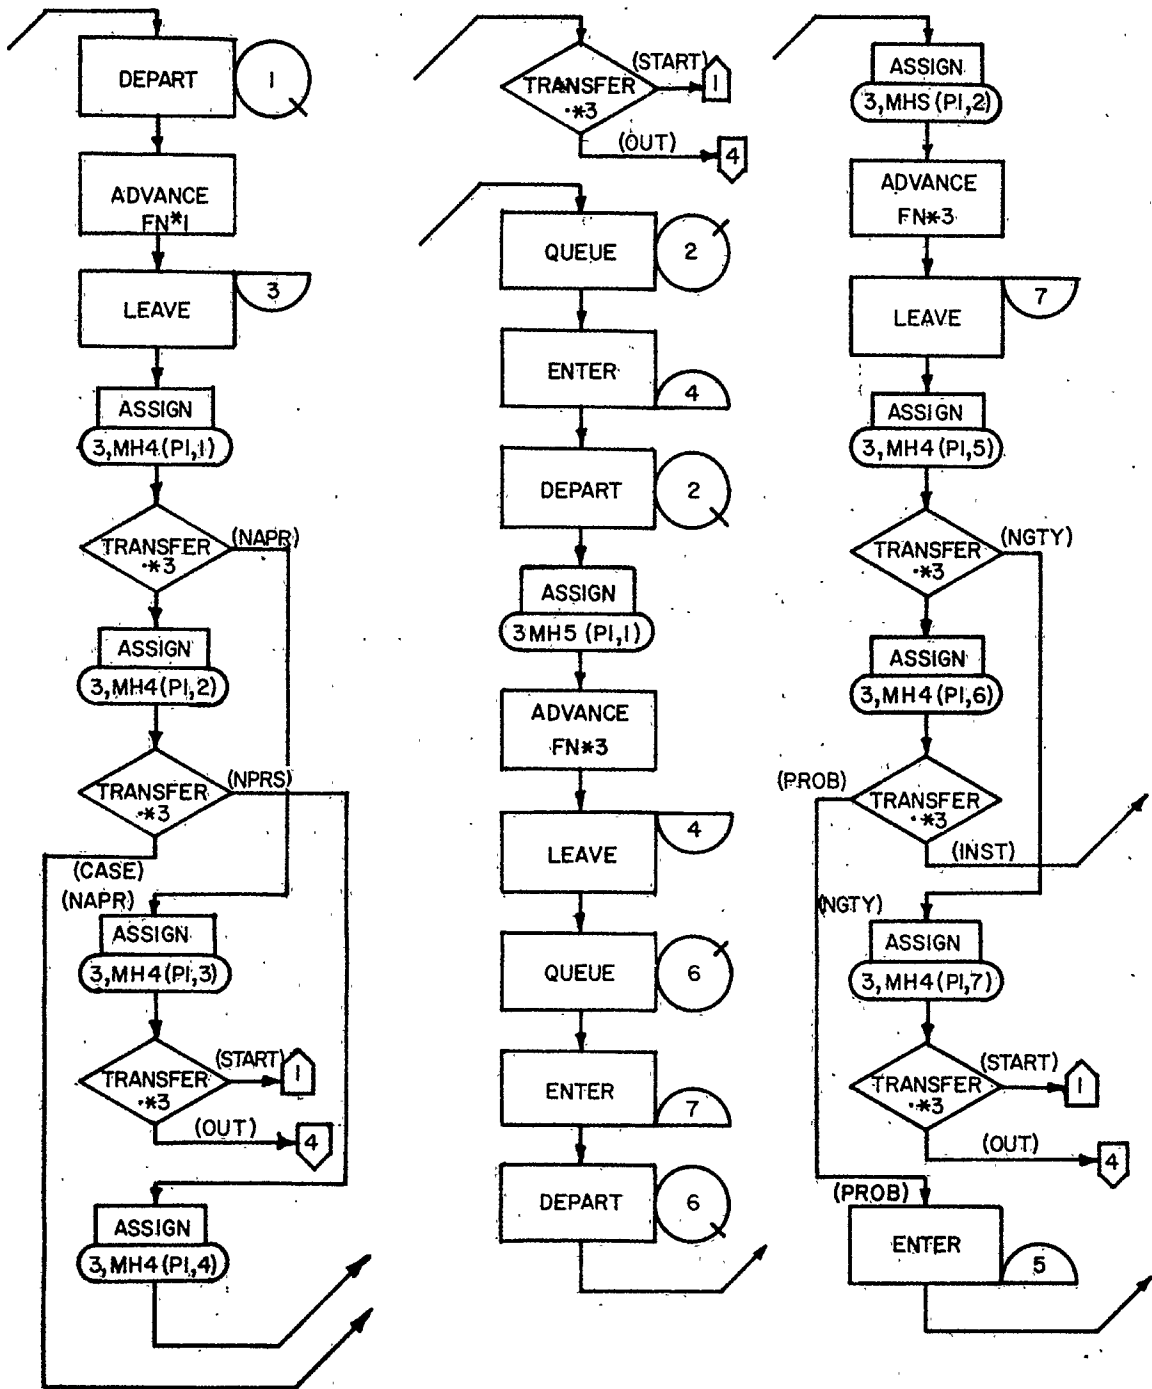 DEPART
1
ADVANCE
FN*1
LEAVE
3
ASSIGN
3,MH4(P1,1)
TRANSFER
.*3
(NAPR)
ASSIGN
3,MH4(P1,2)
TRANSFER
.*3
(NPRS)
(CASE)
(NAPR)
ASSIGN
3,MH4(P1,3)
TRANSFER
.*3
(START)
1
(OUT)
4
ASSIGN
3,MH4(P1,4)
TRANSFER
.*3
(START)
1
(OUT)
4
QUEUE
2
ENTER
4
DEPART
2
ASSIGN
3MH5(P1,1)
ADVANCE
FN*3
LEAVE
4
QUEUE
6
ENTER
7
DEPART
6
ASSIGN
3,MHS(P1,2)
ADVANCE
FN*3
LEAVE
7
ASSIGN
3,MH4(P1,5)
TRANSFER
.*3
(NGTY)
ASSIGN
3,MH4(P1,6)
(PROB)
TRANSFER
.*3
(INST)
(NGTY)
ASSIGN
3,MH4(P1,7)
TRANSFER
.*3
(START)
1
(OUT)
4
(PROB)
ENTER
5